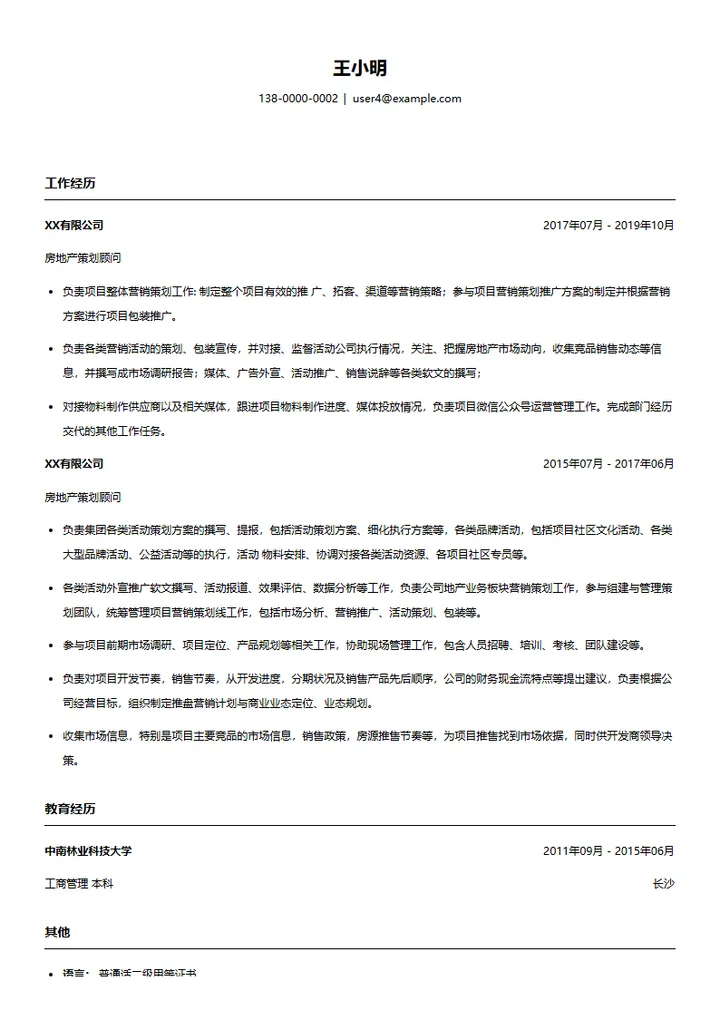 王小明
138-0000-0002 | user4@example.com
工作经历
XX有限公司 2017年07月 - 2019年10月
房地产策划顾问
• 负责项目整体营销策划工作: 制定整个项目有效的推 广、拓客、渠道等营销策略；参与项目营销策划推广方案的制定并根据营销
方案进行项目包装推广。
• 负责各类营销活动的策划、包装宣传，并对接、监督活动公司执行情况，关注、把握房地产市场动向，收集竞品销售动态等信
息，并撰写成市场调研报告；媒体、广告外宣、活动推广、销售说辞等各类软文的撰写；
• 对接物料制作供应商以及相关媒体，跟进项目物料制作进度、媒体投放情况，负责项目微信公众号运营管理工作。完成部门经历
交代的其他工作任务。
XX有限公司 2015年07月 - 2017年06月
房地产策划顾问
• 负责集团各类活动策划方案的撰写、提报，包括活动策划方案、细化执行方案等，各类品牌活动，包括项目社区文化活动、各类
大型品牌活动、公益活动等的执行，活动 物料安排、协调对接各类活动资源、各项目社区专员等。
• 各类活动外宣推广软文撰写、活动报道、效果评估、数据分析等工作，负责公司地产业务板块营销策划工作，参与组建与管理策
划团队，统筹管理项目营销策划线工作，包括市场分析、营销推广、活动策划、包装等。
• 参与项目前期市场调研、项目定位、产品规划等相关工作，协助现场管理工作，包含人员招聘、培训、考核、团队建设等。
• 负责对项目开发节奏，销售节奏，从开发进度，分期状况及销售产品先后顺序，公司的财务现金流特点等提出建议，负责根据公
司经营目标，组织制定推盘营销计划与商业业态定位、业态规划。
• 收集市场信息，特别是项目主要竞品的市场信息，销售政策，房源推售节奏等，为项目推售找到市场依据，同时供开发商领导决
策。
教育经历
中南林业科技大学 2011年09月 - 2015年06月
工商管理 本科 长沙
其他
• 语言： 普通话二级甲等证书